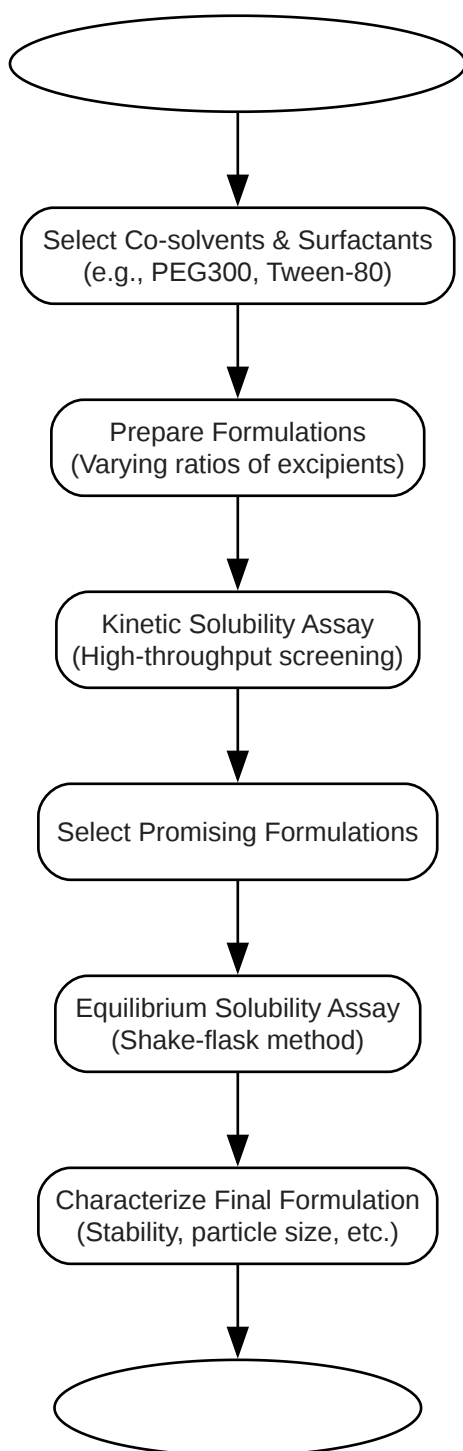 Select Co-solvents & Surfactants
(e.g., PEG300, Tween-80)
Prepare Formulations
(Varying ratios of excipients)
Kinetic Solubility Assay
(High-throughput screening)
Select Promising Formulations
Equilibrium Solubility Assay
(Shake-flask method)
Characterize Final Formulation
(Stability, particle size, etc.)